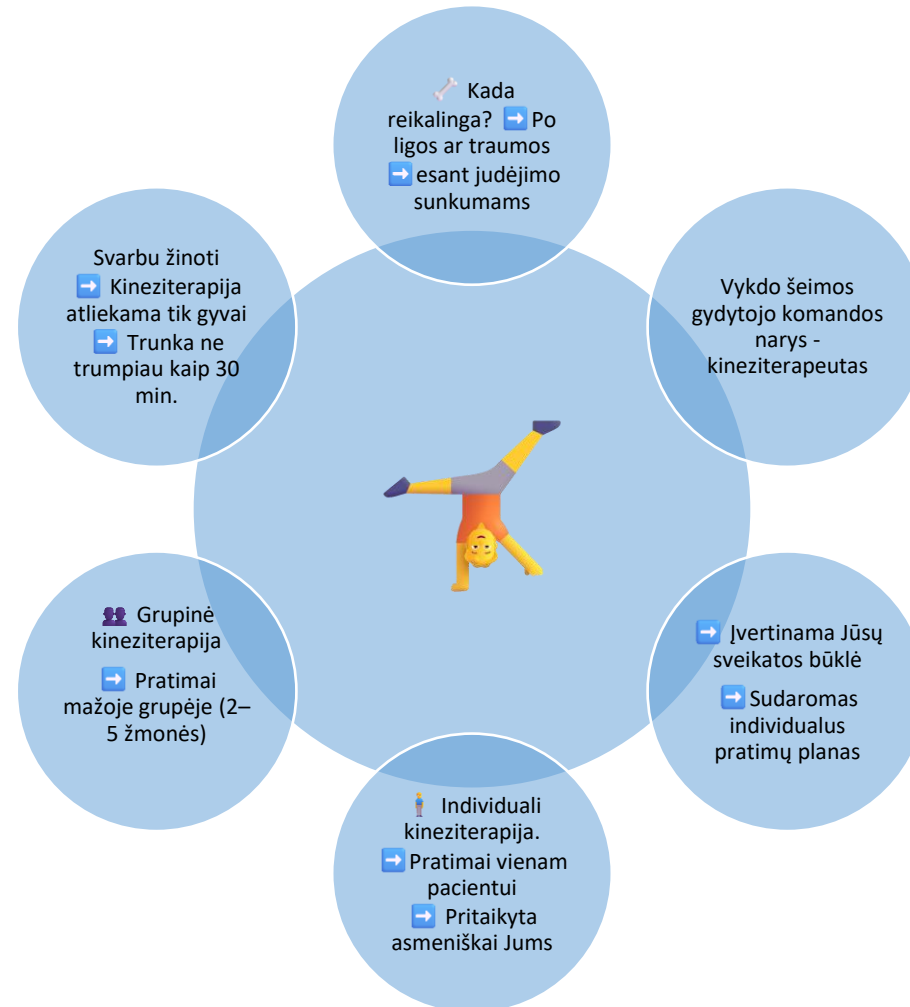 🦴 Kada
reikalinga? ➡️ Po
ligos ar traumos
➡️ esant judėjimo
sunkumams
Vykdo šeimos
gydytojo komandos
narys -
kineziterapeutas
➡️ Įvertinama Jūsų
sveikatos būklė
➡️ Sudaromas
individualus
pratimų planas
🧍 Individuali
kineziterapija.
➡️ Pratimai vienam
pacientui
➡️ Pritaikyta
asmeniškai Jums
👥 Grupinė
kineziterapija
➡️ Pratimai
mažoje grupėje (2–
5 žmonės)
Svarbu žinoti
➡️ Kineziterapija
atliekama tik gyvai
➡️ Trunka ne
trumpiau kaip 30
min.